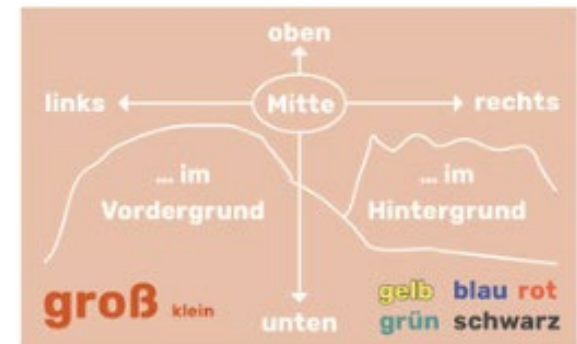 oben
links Mitte rechts
... im
Vordergrund
... im
Hintergrund
groß klein
unten
gelb blau rot
grün schwarz